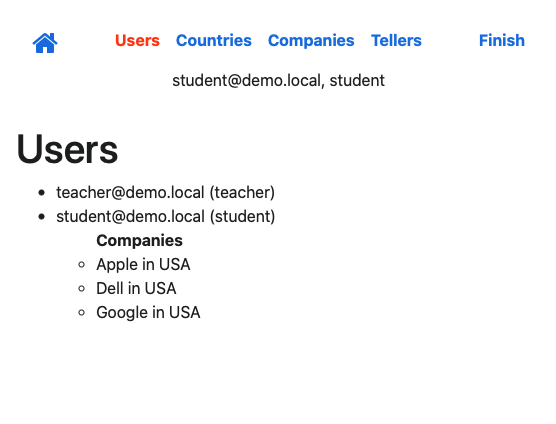 Users Countries Companies Tellers Finish
student@demo.local, student
Users
teacher@demo.local (teacher)
student@demo.local (student)
Companies
Apple in USA
Dell in USA
Google in USA